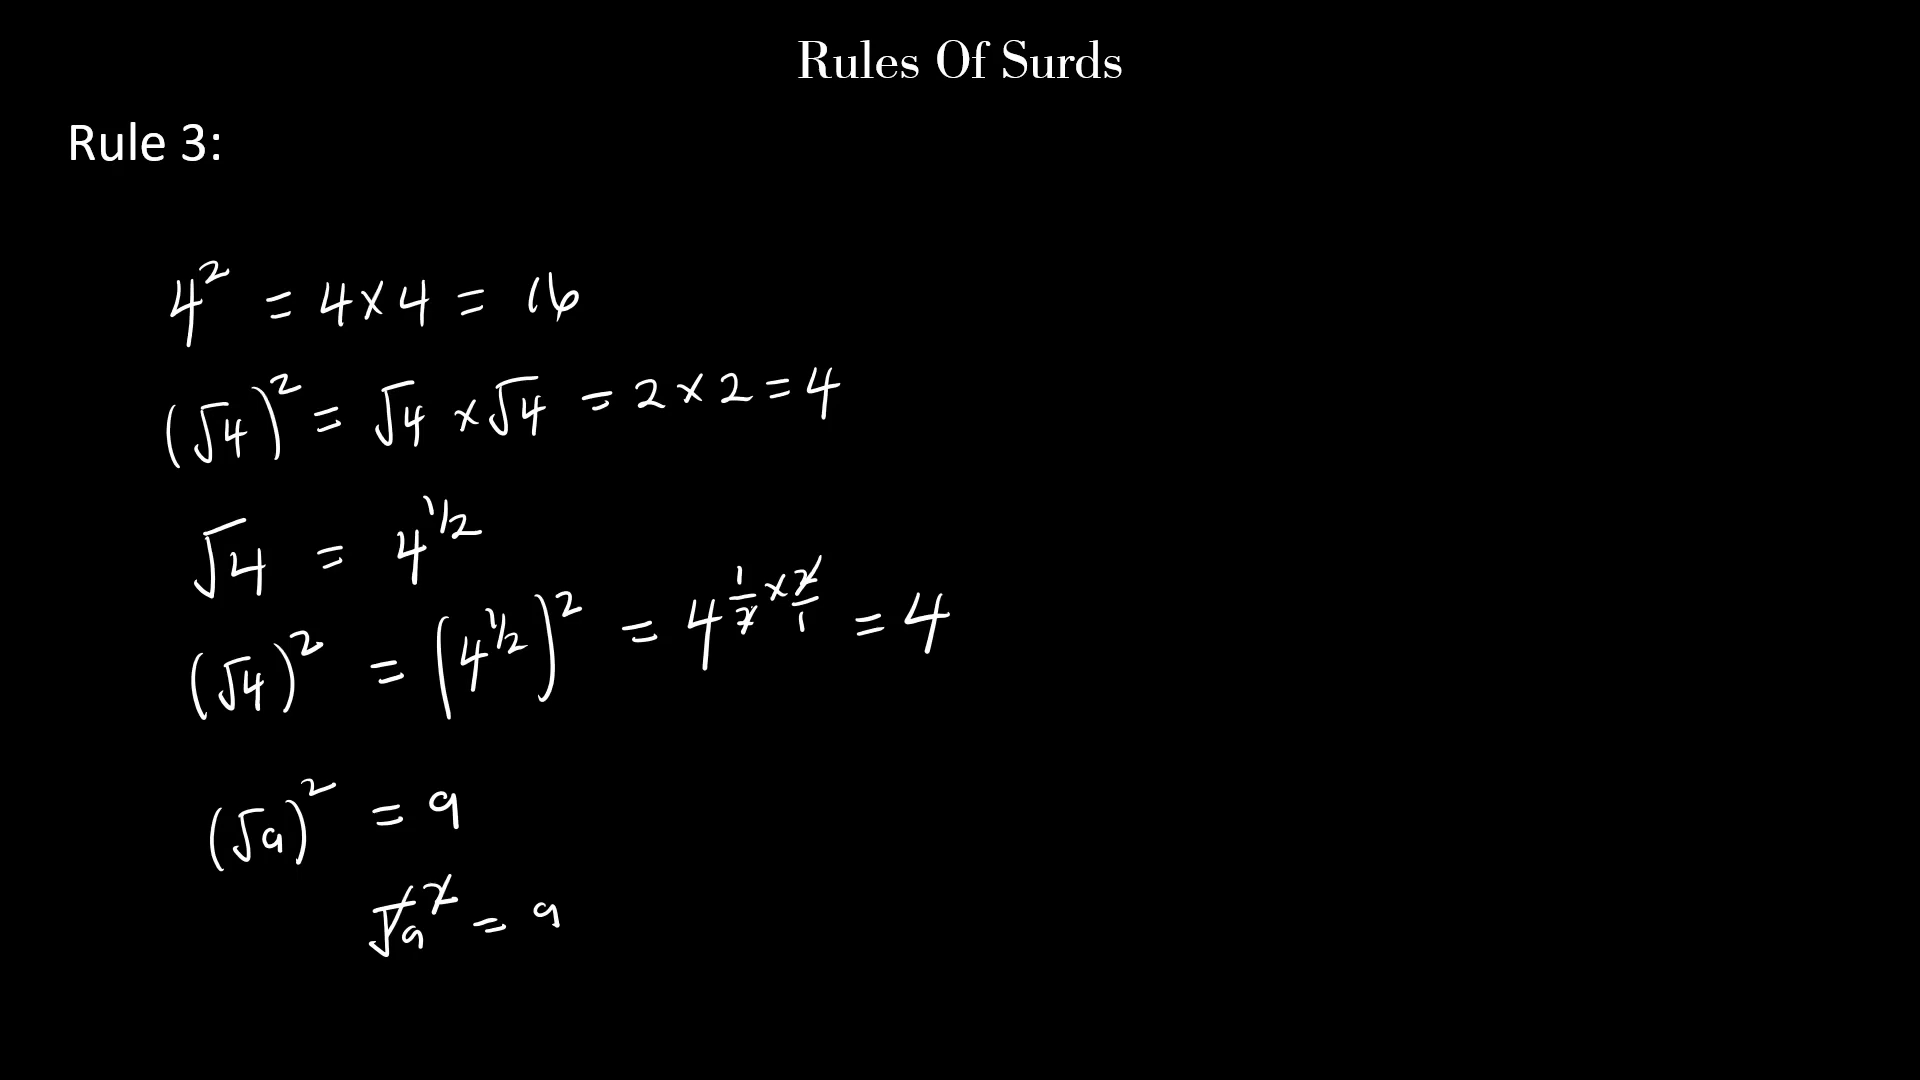 Rules Of Surds
Rule 3:
4² = 4 × 4 = 16
(√4)² = √4 × √4 = 2 × 2 = 4
√4 = 4^1/2
(√4)² = (4^1/2)² = 4^(1/2 × 2/1) = 4
(√9)² = 9
√9² = 9